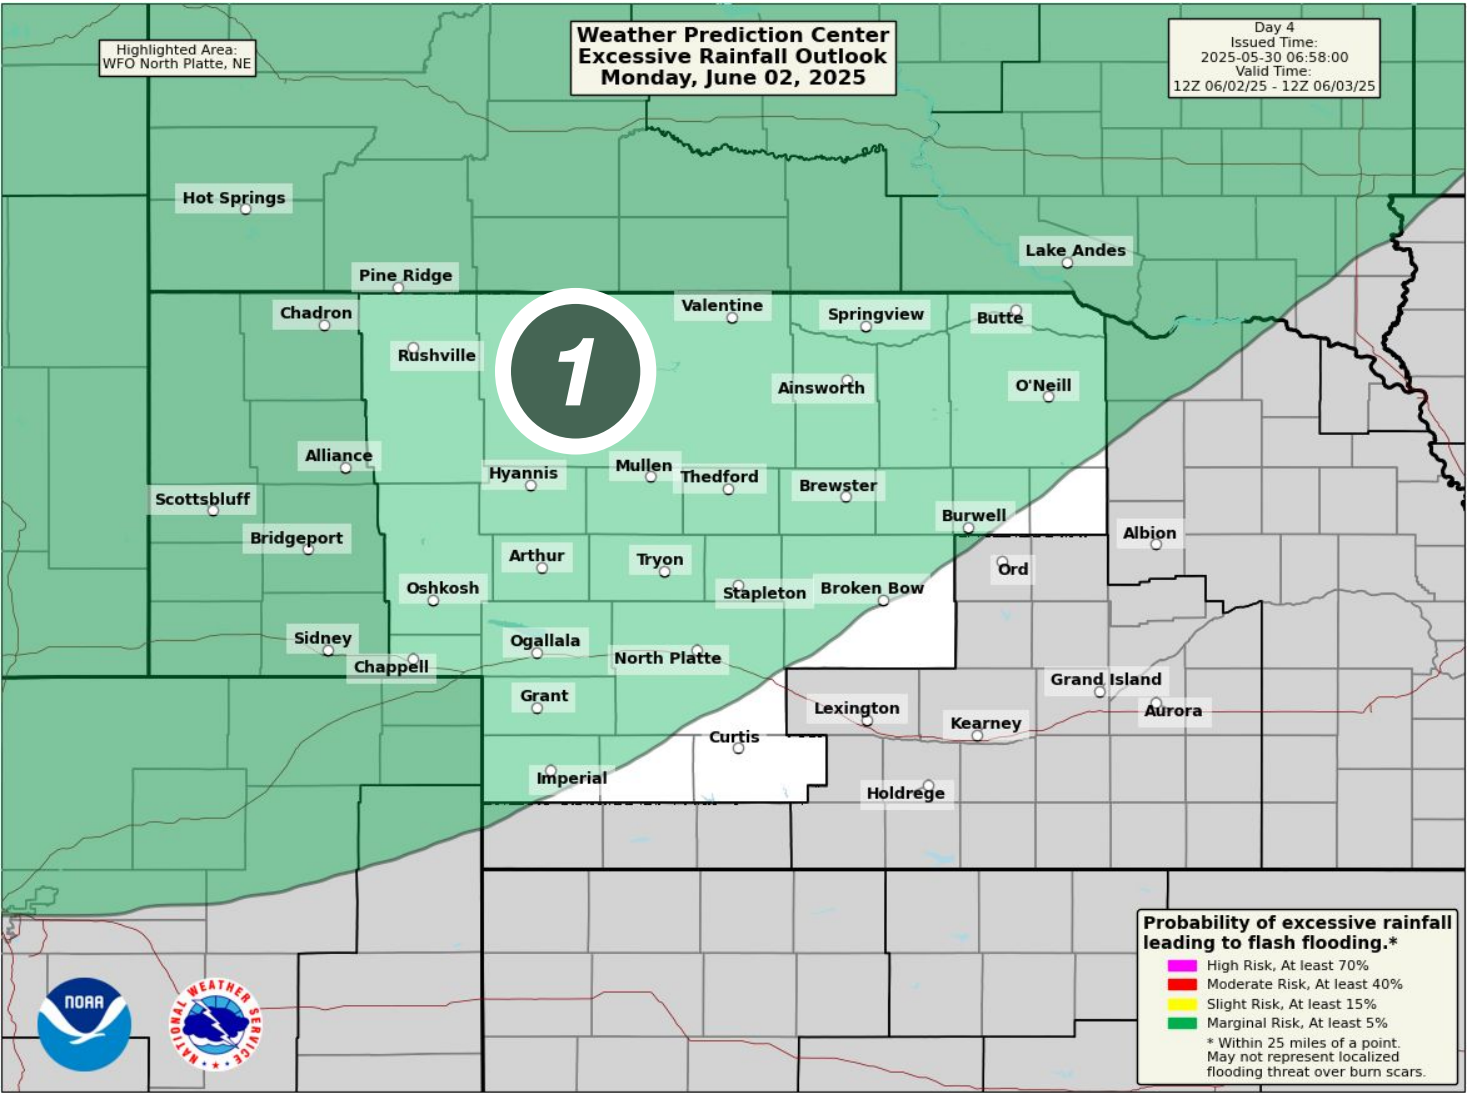 Highlighted Area:
WFO North Platte, NE
Weather Prediction Center
Excessive Rainfall Outlook
Monday, June 02, 2025
Day 4
Issued Time:
2025-05-30 06:58:00
Valid Time:
12Z 06/02/25 - 12Z 06/03/25
Hot Springs
Lake Andes
Pine Ridge
Chadron
Valentine
Springview
Butte
Rushville
1
Ainsworth
O'Neill
Alliance
Hyannis
Mullen
Thedford
Brewster
Scottsbluff
Burwell
Bridgeport
Albion
Arthur
Tryon
Ord
Oshkosh
Stapleton
Broken Bow
Sidney
Ogallala
Chappell
North Platte
Grand Island
Grant
Lexington
Aurora
Kearney
Curtis
Imperial
Holdrege
Probability of excessive rainfall
leading to flash flooding.*
High Risk, At least 70%
Moderate Risk, At least 40%
Slight Risk, At least 15%
Marginal Risk, At least 5%
* Within 25 miles of a point.
May not represent localized
flooding threat over burn scars.
NOAA
NATIONAL WEATHER SERVICE